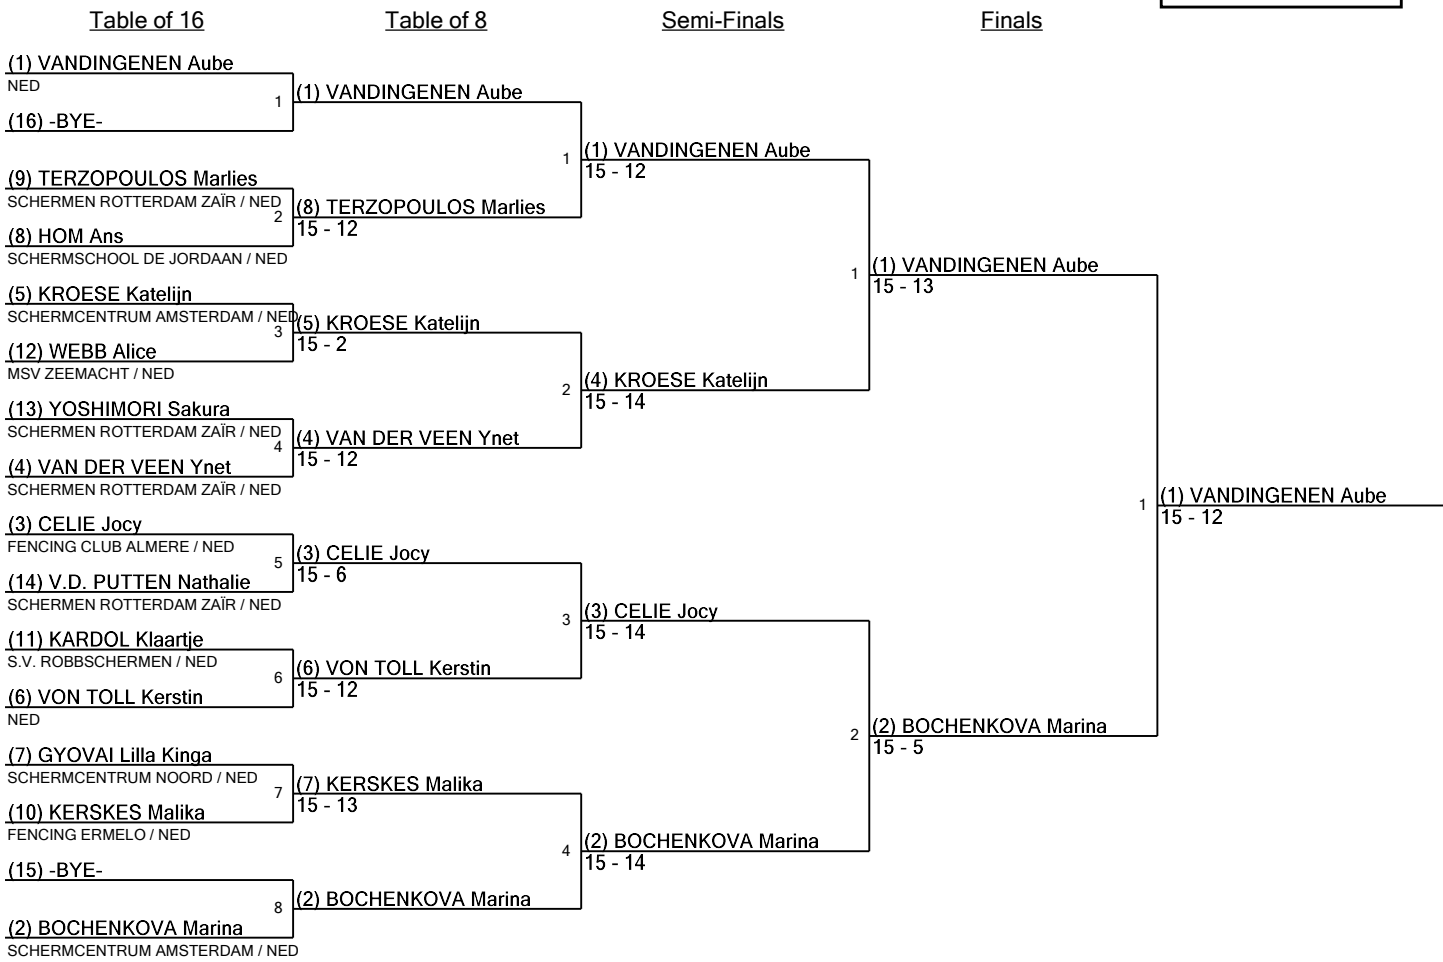 Table of 16
Table of 8
Semi-Finals
Finals
(1) VANDINGENEN Aube
NED
1
(16) -BYE-
(9) TERZOPOULOS Marlies
SCHERMEN ROTTERDAM ZAÏR / NED
2
(8) HOM Ans
SCHERMSCHOOL DE JORDAAN / NED
(5) KROESE Katelijn
SCHERMCENTRUM AMSTERDAM / NED
3
(12) WEBB Alice
MSV ZEEMACHT / NED
(13) YOSHIMORI Sakura
SCHERMEN ROTTERDAM ZAÏR / NED
4
(4) VAN DER VEEN Ynet
SCHERMEN ROTTERDAM ZAÏR / NED
(3) CELIE Jocy
FENCING CLUB ALMERE / NED
5
(14) V.D. PUTTEN Nathalie
SCHERMEN ROTTERDAM ZAÏR / NED
(11) KARDOL Klaartje
S.V. ROBBSCHERMEN / NED
6
(6) VON TOLL Kerstin
NED
(7) GYOVAI Lilla Kinga
SCHERMCENTRUM NOORD / NED
7
(10) KERSKES Malika
FENCING ERMELO / NED
(15) -BYE-
8
(2) BOCHENKOVA Marina
SCHERMCENTRUM AMSTERDAM / NED
(1) VANDINGENEN Aube
1
(8) TERZOPOULOS Marlies
15 - 12
(5) KROESE Katelijn
15 - 2
2
(4) VAN DER VEEN Ynet
15 - 12
(3) CELIE Jocy
15 - 6
3
(6) VON TOLL Kerstin
15 - 12
(7) KERSKES Malika
15 - 13
4
(2) BOCHENKOVA Marina
(1) VANDINGENEN Aube
15 - 12
1
(4) KROESE Katelijn
15 - 14
(3) CELIE Jocy
15 - 14
2
(2) BOCHENKOVA Marina
15 - 14
(1) VANDINGENEN Aube
15 - 13
1
(2) BOCHENKOVA Marina
15 - 5
(1) VANDINGENEN Aube
15 - 12